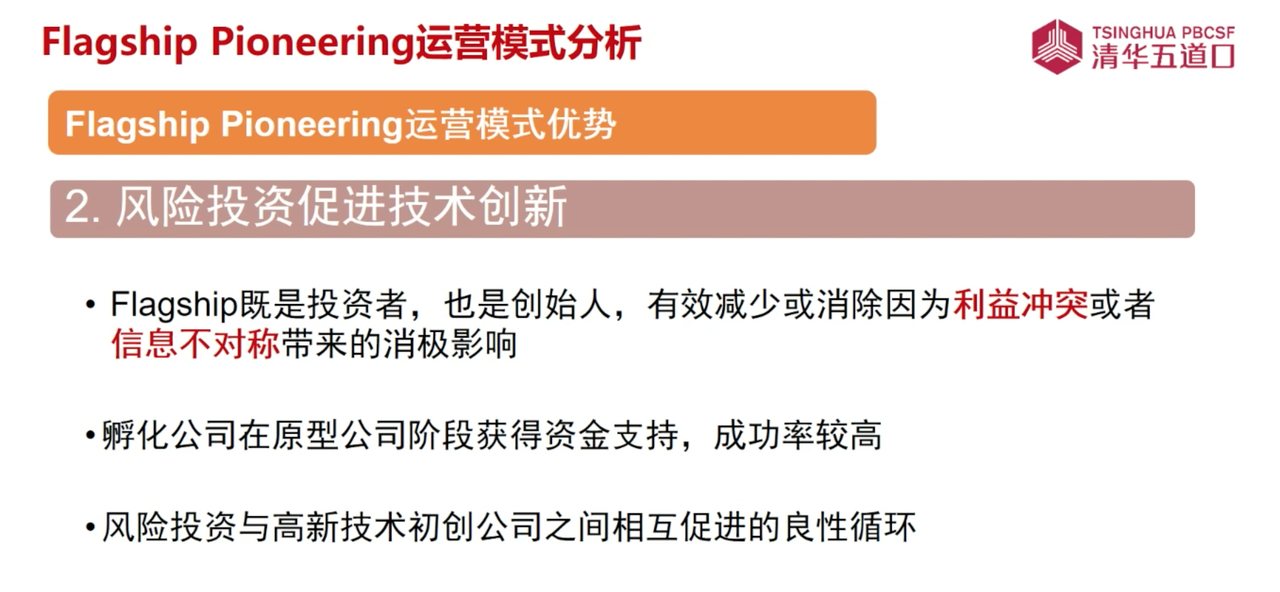 Flagship Pioneering运营模式分析
TSINGHUA PBCSF
清华五道口
Flagship Pioneering运营模式优势
2. 风险投资促进技术创新
• Flagship既是投资者，也是创始人，有效减少或消除因为利益冲突或者
信息不对称带来的消极影响
• 孵化公司在原型公司阶段获得资金支持，成功率较高
• 风险投资与高新技术初创公司之间相互促进的良性循环